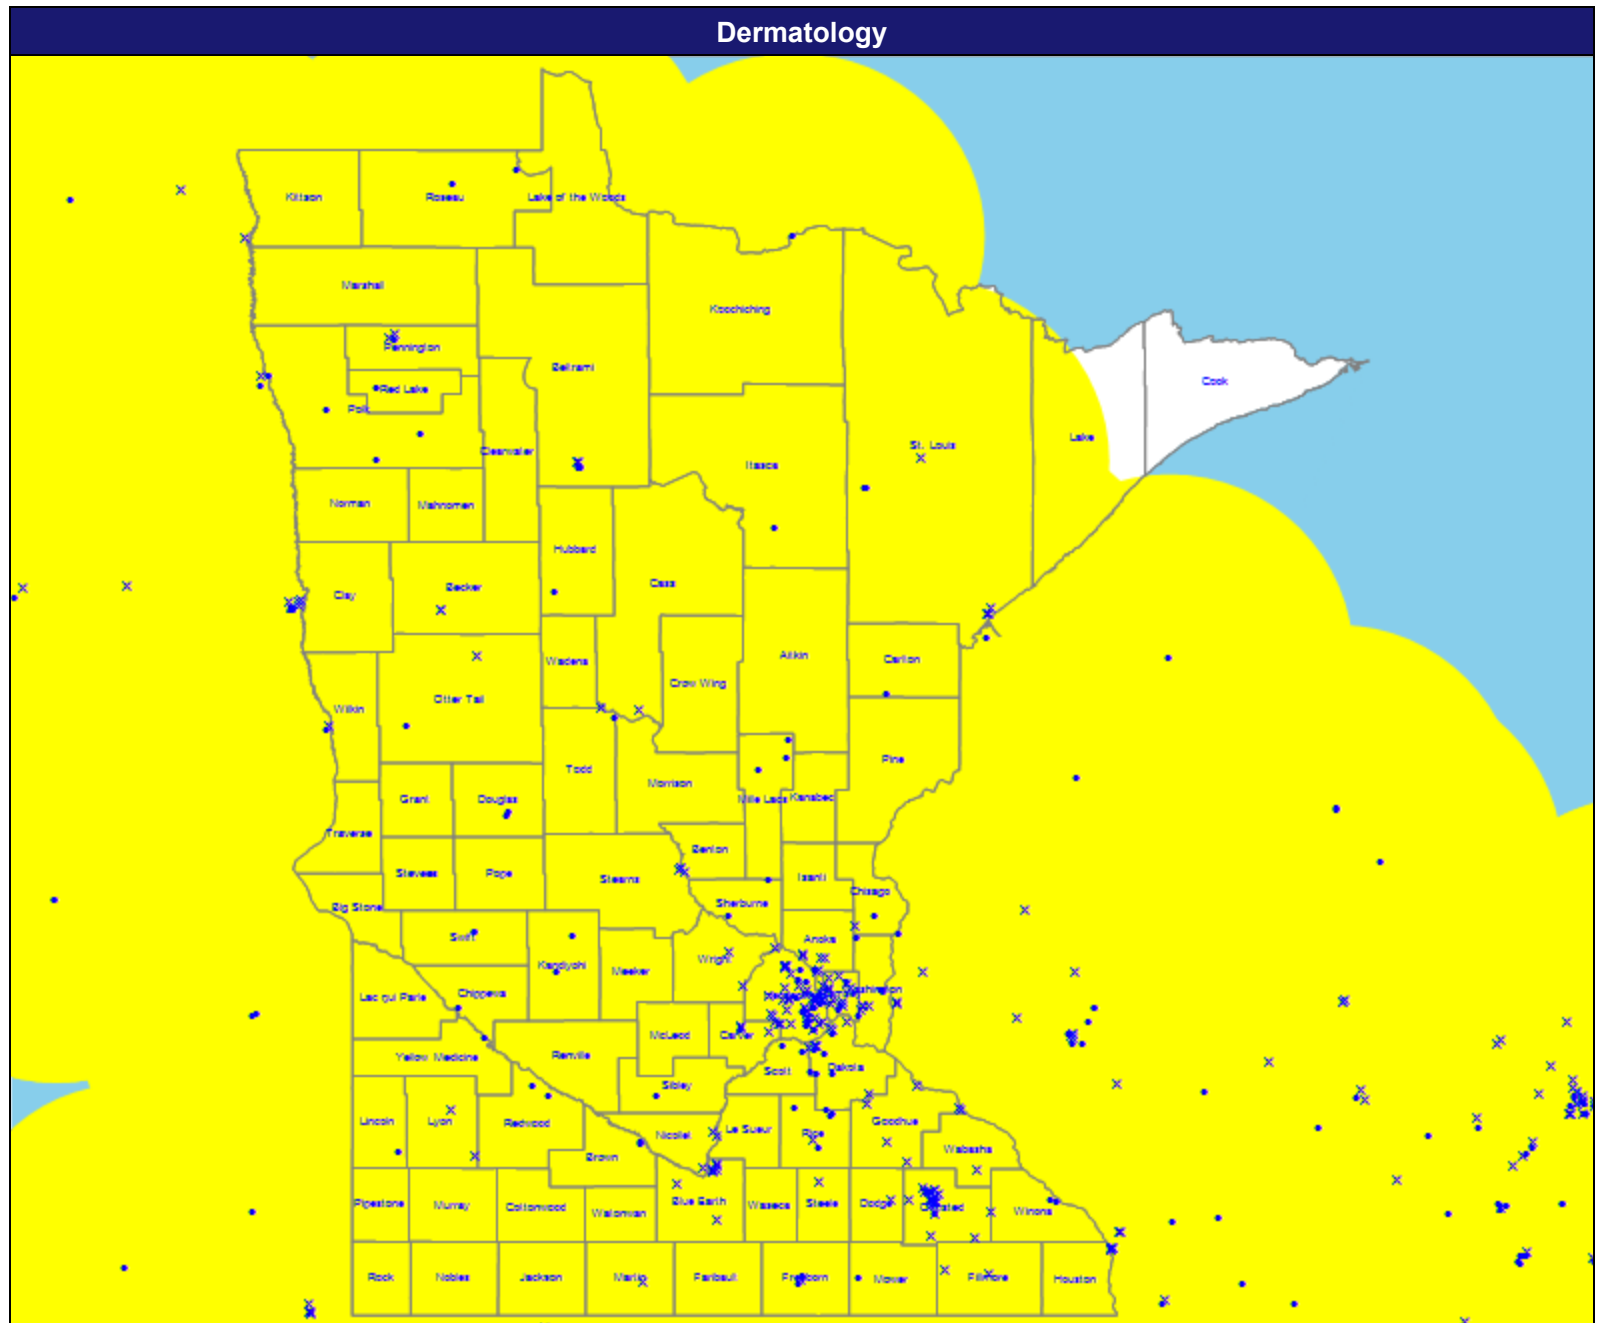 Dermatology
Kittson
Roseau
Lake of the Woods
Marshall
Koochiching
Pennington
Beltrami
Cook
Red Lake
Polk
Lake
St. Louis
Clearwater
Itasca
Norman
Mahnomen
Hubbard
Cass
Clay
Becker
Aitkin
Carlton
Wadena
Crow Wing
Otter Tail
Wilkin
Pine
Todd
Morrison
Grant
Douglas
Mille Lacs
Kanabec
Traverse
Benton
Stevens
Pope
Stearns
Isanti
Chisago
Big Stone
Sherburne
Swift
Anoka
Kandiyohi
Meeker
Wright
Lac qui Parle
Chippewa
Washington
McLeod
Carver
Yellow Medicine
Renville
Scott
Dakota
Sibley
Lincoln
Lyon
Redwood
Goodhue
Le Sueur
Rice
Nicollet
Brown
Wabasha
Pipestone
Murray
Cottonwood
Watonwan
Blue Earth
Waseca
Steele
Dodge
Olmsted
Winona
Rock
Nobles
Jackson
Martin
Faribault
Freeborn
Mower
Fillmore
Houston